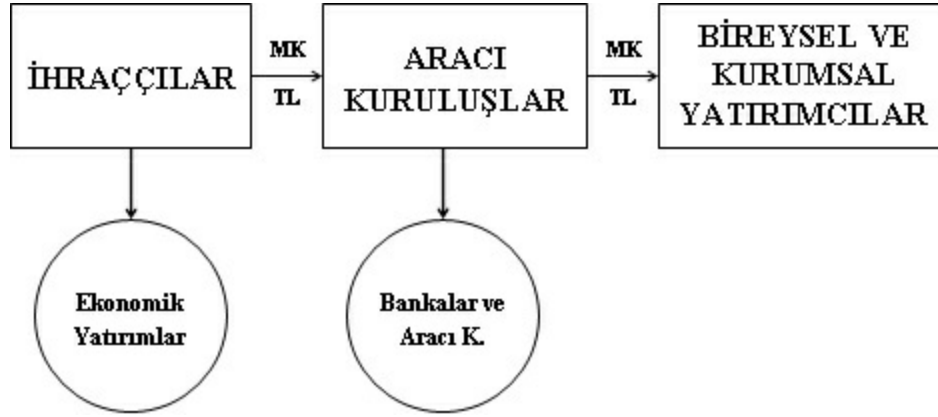 İHRAÇÇILAR
MK
TL
ARACI
KURULUŞLAR
MK
TL
BİREYSEL VE
KURUMSAL
YATIRIMCILAR
Ekonomik
Yatırımlar
Bankalar ve
Aracı K.